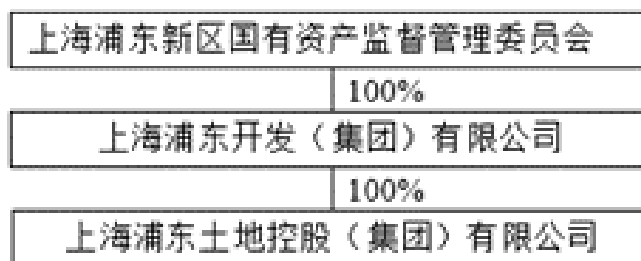 上海浦东新区国有资产监督管理委员会
100%
上海浦东开发（集团）有限公司
100%
上海浦东土地控股（集团）有限公司